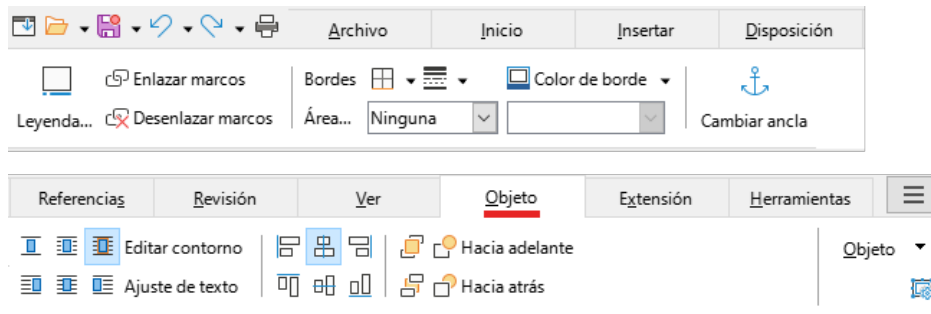 Archivo Inicio Insertar Disposición
Enlazar marcos Bordes Color de borde
Leyenda... Desenlazar marcos Área... Ninguna Cambiar ancla
Referencias Revisión Ver Objeto Extensión Herramientas
Editar contorno Hacia adelante Objeto
Ajuste de texto Hacia atrás